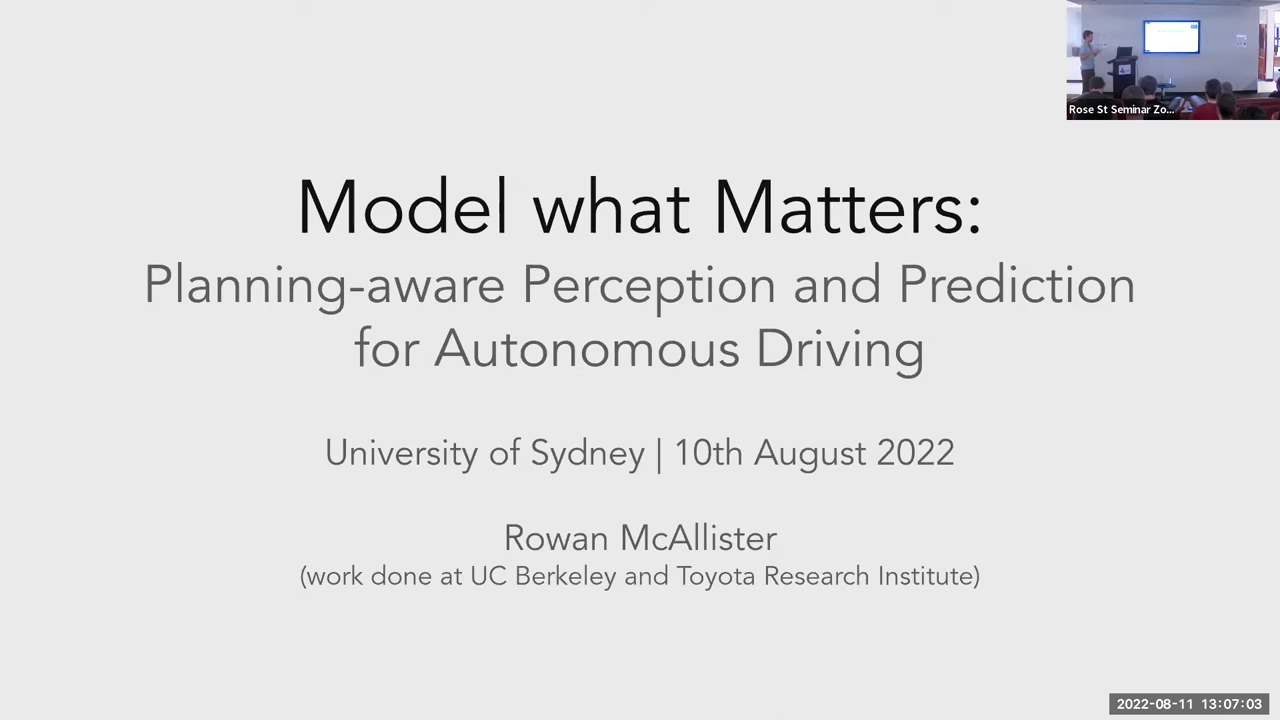 Rose St Seminar Zo...
Model what Matters:
Planning-aware Perception and Prediction
for Autonomous Driving
University of Sydney | 10th August 2022
Rowan McAllister
(work done at UC Berkeley and Toyota Research Institute)
2022-08-11 13:07:03